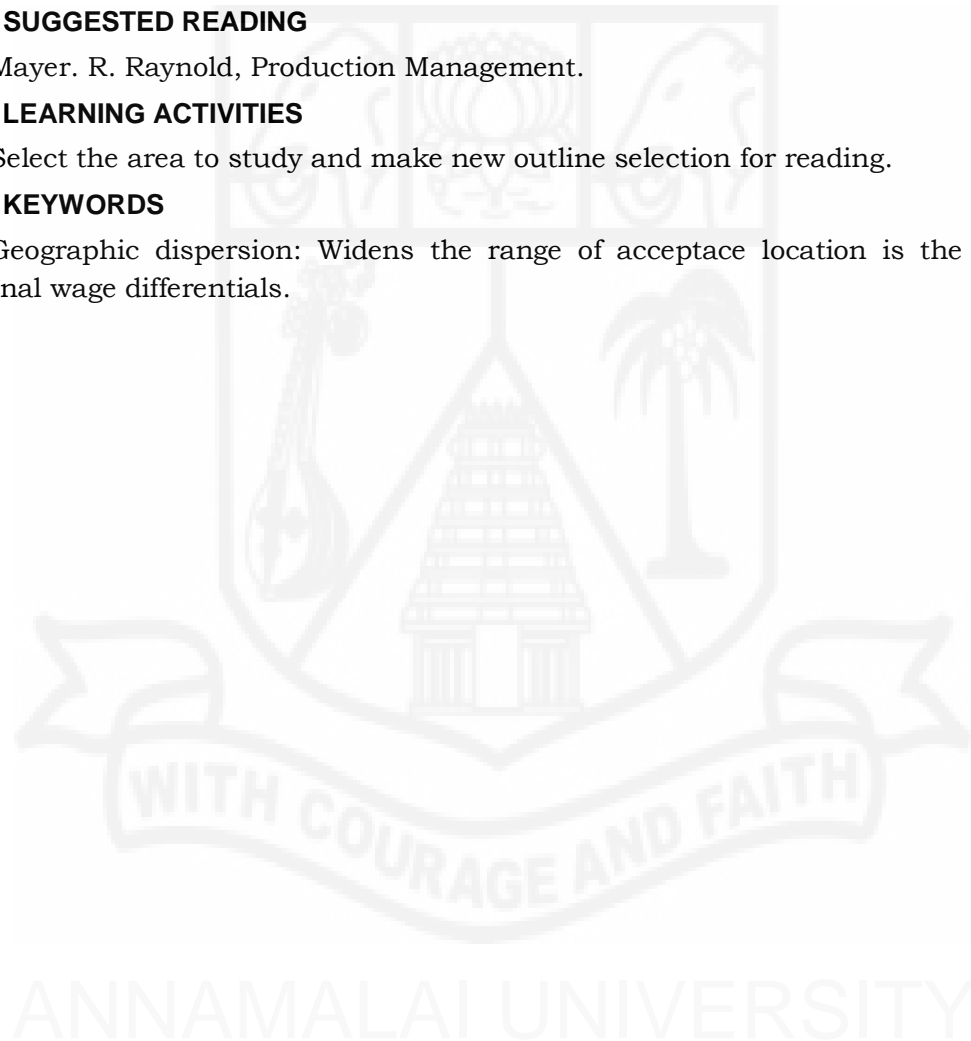 SUGGESTED READING
Mayer. R. Raynold, Production Management.
LEARNING ACTIVITIES
Select the area to study and make new outline selection for reading.
KEYWORDS
Geographic dispersion: Widens the range of acceptace location is the
nal wage differentials.
WITH COURAGE AND FAITH
ANNAMALAI UNIVERSITY